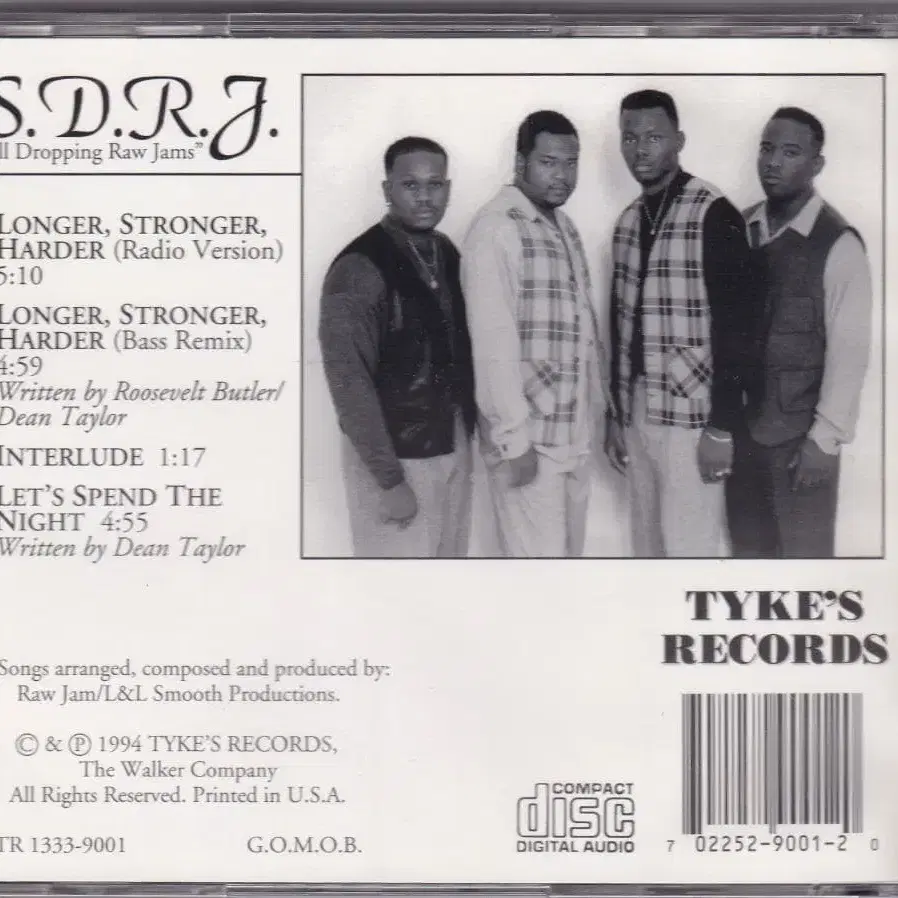 S.D.R.J.
ll Dropping Raw Jams"
LONGER, STRONGER,
HARDER (Radio Version)
5:10
LONGER, STRONGER,
HARDER (Bass Remix)
4:59
Written by Roosevelt Butler/
Dean Taylor
INTERLUDE 1:17
LET'S SPEND THE
NIGHT 4:55
Written by Dean Taylor
Songs arranged, composed and produced by:
Raw Jam/L&L Smooth Productions.
© & ℗ 1994 TYKE'S RECORDS,
The Walker Company
All Rights Reserved. Printed in U.S.A.
TR 1333-9001
G.O.M.O.B.
TYKE'S
RECORDS
COMPACT
disc
DIGITAL AUDIO
7 02252-9001-2 0